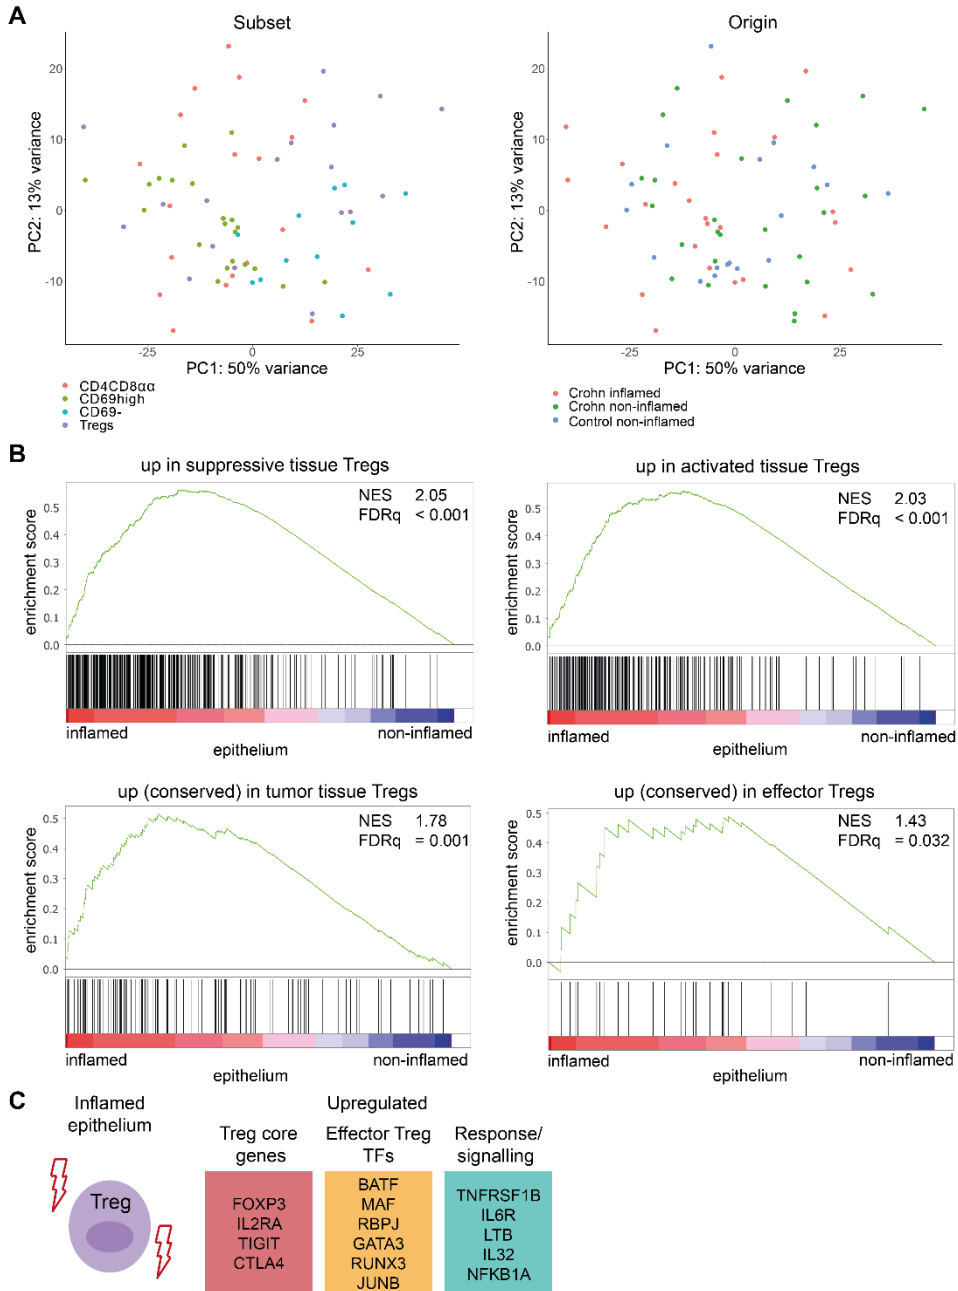 A
Subset
20
10
0
-10
PC2: 13% variance
-25
0
25
PC1: 50% variance
CD4CD8αα
CD69high
CD69-
Tregs
Origin
20
10
0
-10
PC2: 13% variance
-25
0
25
PC1: 50% variance
Crohn inflamed
Crohn non-inflamed
Control non-inflamed
B
up in suppressive tissue Tregs
NES 2.05
FDRq < 0.001
enrichment score
0.5
0.4
0.3
0.2
0.1
0.0
inflamed
non-inflamed
epithelium
up in activated tissue Tregs
NES 2.03
FDRq < 0.001
enrichment score
0.5
0.4
0.3
0.2
0.1
0.0
inflamed
non-inflamed
epithelium
up (conserved) in tumor tissue Tregs
NES 1.78
FDRq = 0.001
enrichment score
0.5
0.4
0.3
0.2
0.1
0.0
inflamed
non-inflamed
epithelium
up (conserved) in effector Tregs
NES 1.43
FDRq = 0.032
enrichment score
0.5
0.4
0.3
0.2
0.1
0.0
inflamed
non-inflamed
epithelium
C
Inflamed
epithelium
Treg
Upregulated
Treg core
genes
FOXP3
IL2RA
TIGIT
CTLA4
Effector Treg
TFs
BATF
MAF
RBPJ
GATA3
RUNX3
JUNB
Response/
signalling
TNFRSF1B
IL6R
LTB
IL32
NFKB1A